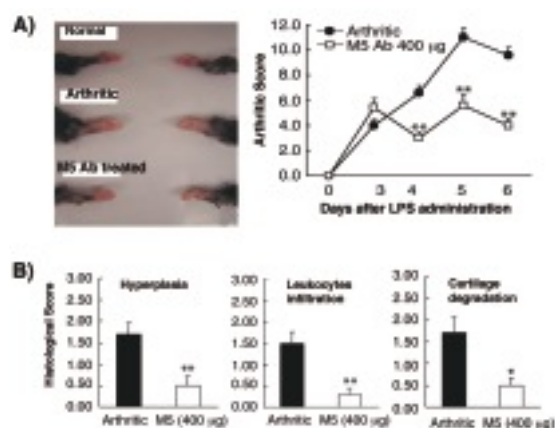 A)
Normal
Arthritic
M5 Ab treated
Arthritic
M5 Ab 400 µg
Arthritic Score
12.0
10.0
8.0
6.0
4.0
2.0
0.0
**
**
**
0 3 4 5 6
Days after LPS administration
B)
Histological Score
Hyperplasia
3.00
2.50
2.00
1.50
1.00
0.50
0.00
**
Arthritic M5 (400 µg)
Leukocytes
infiltration
3.00
2.50
2.00
1.50
1.00
0.50
0.00
**
Arthritic M5 (400 µg)
Cartilage
degradation
3.00
2.50
2.00
1.50
1.00
0.50
0.00
*
Arthritic M5 (400 µg)